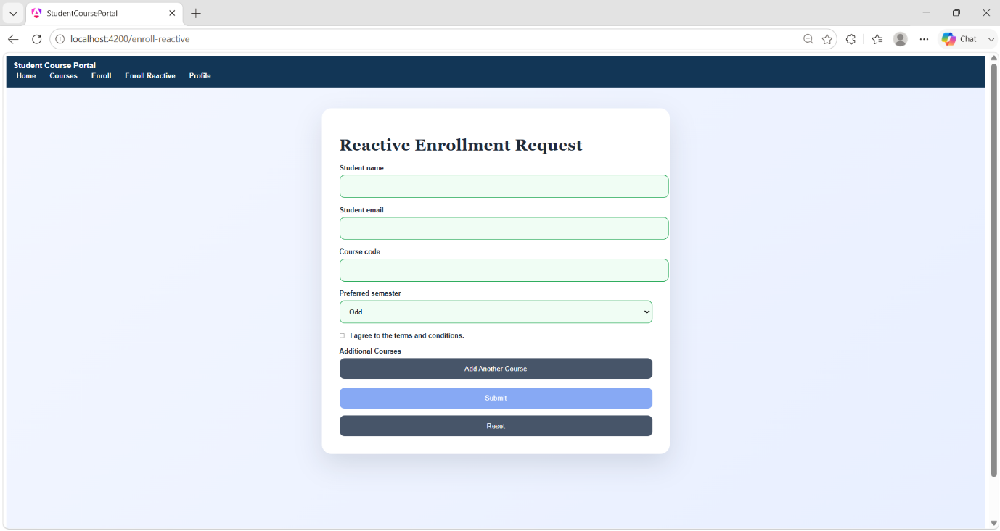 StudentCoursePortal
localhost:4200/enroll-reactive
Chat
Student Course Portal
Home Courses Enroll Enroll Reactive Profile
Reactive Enrollment Request
Student name
Student email
Course code
Preferred semester
Odd
I agree to the terms and conditions.
Additional Courses
Add Another Course
Submit
Reset